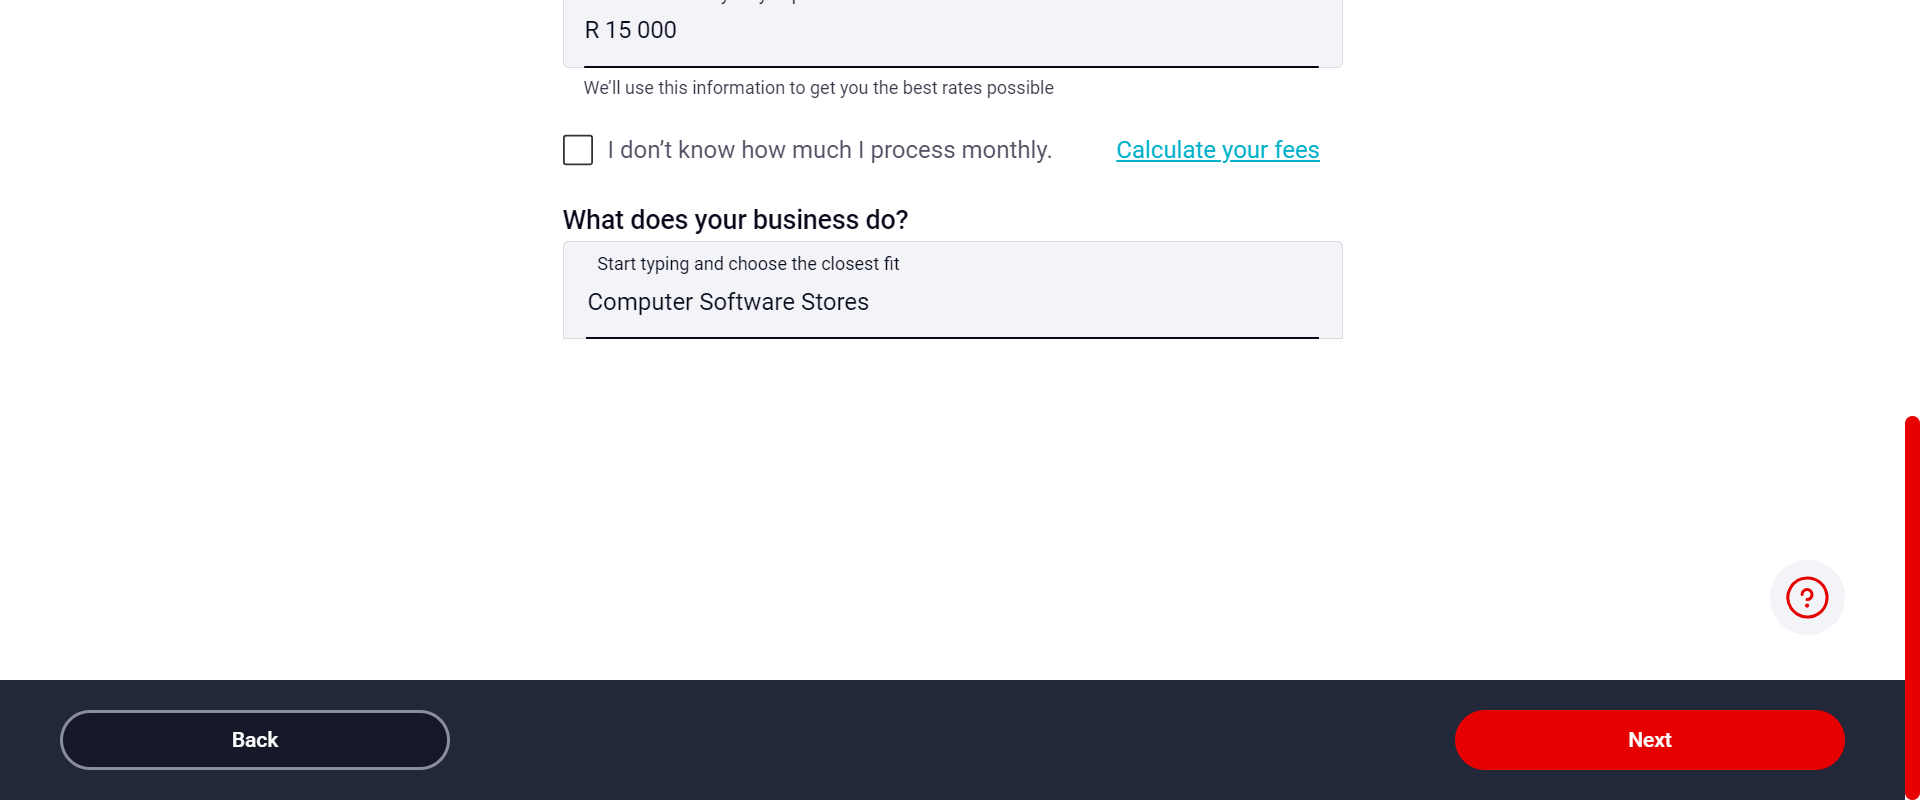 R 15 000
We’ll use this information to get you the best rates possible
I don’t know how much I process monthly.
Calculate your fees
What does your business do?
Start typing and choose the closest fit
Computer Software Stores
Back
Next